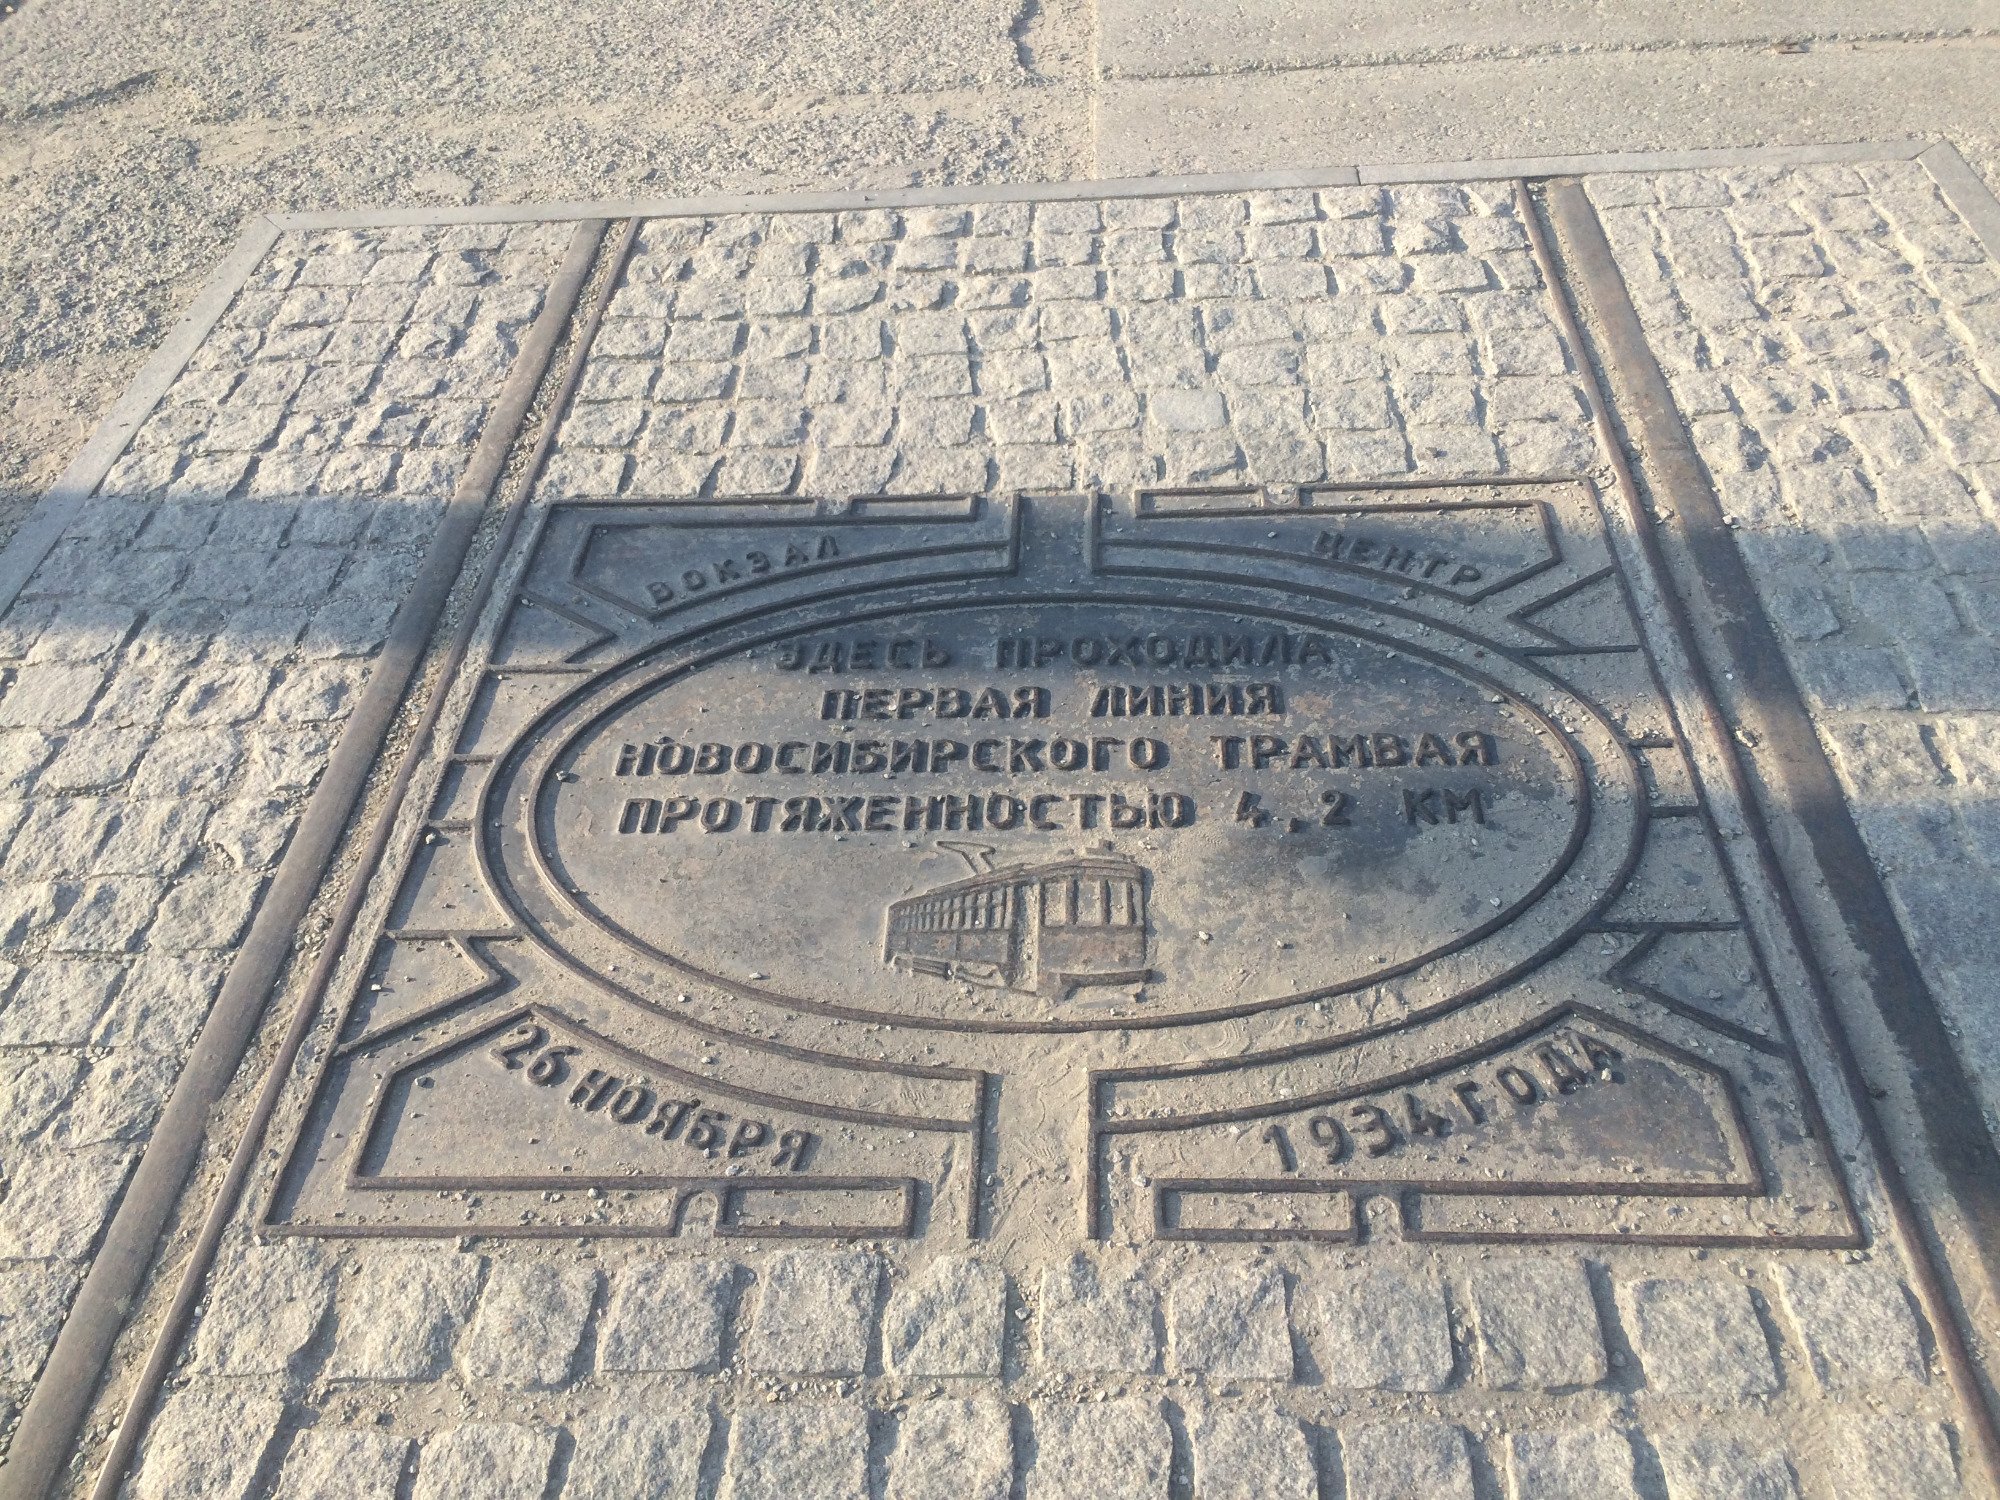 ВОКЗАЛ ЦЕНТР
ЗДЕСЬ ПРОХОДИЛА
ПЕРВАЯ ЛИНИЯ
НОВОСИБИРСКОГО ТРАМВАЯ
ПРОТЯЖЕННОСТЬЮ 4,2 КМ
26 НОЯБРЯ 1934 ГОДА